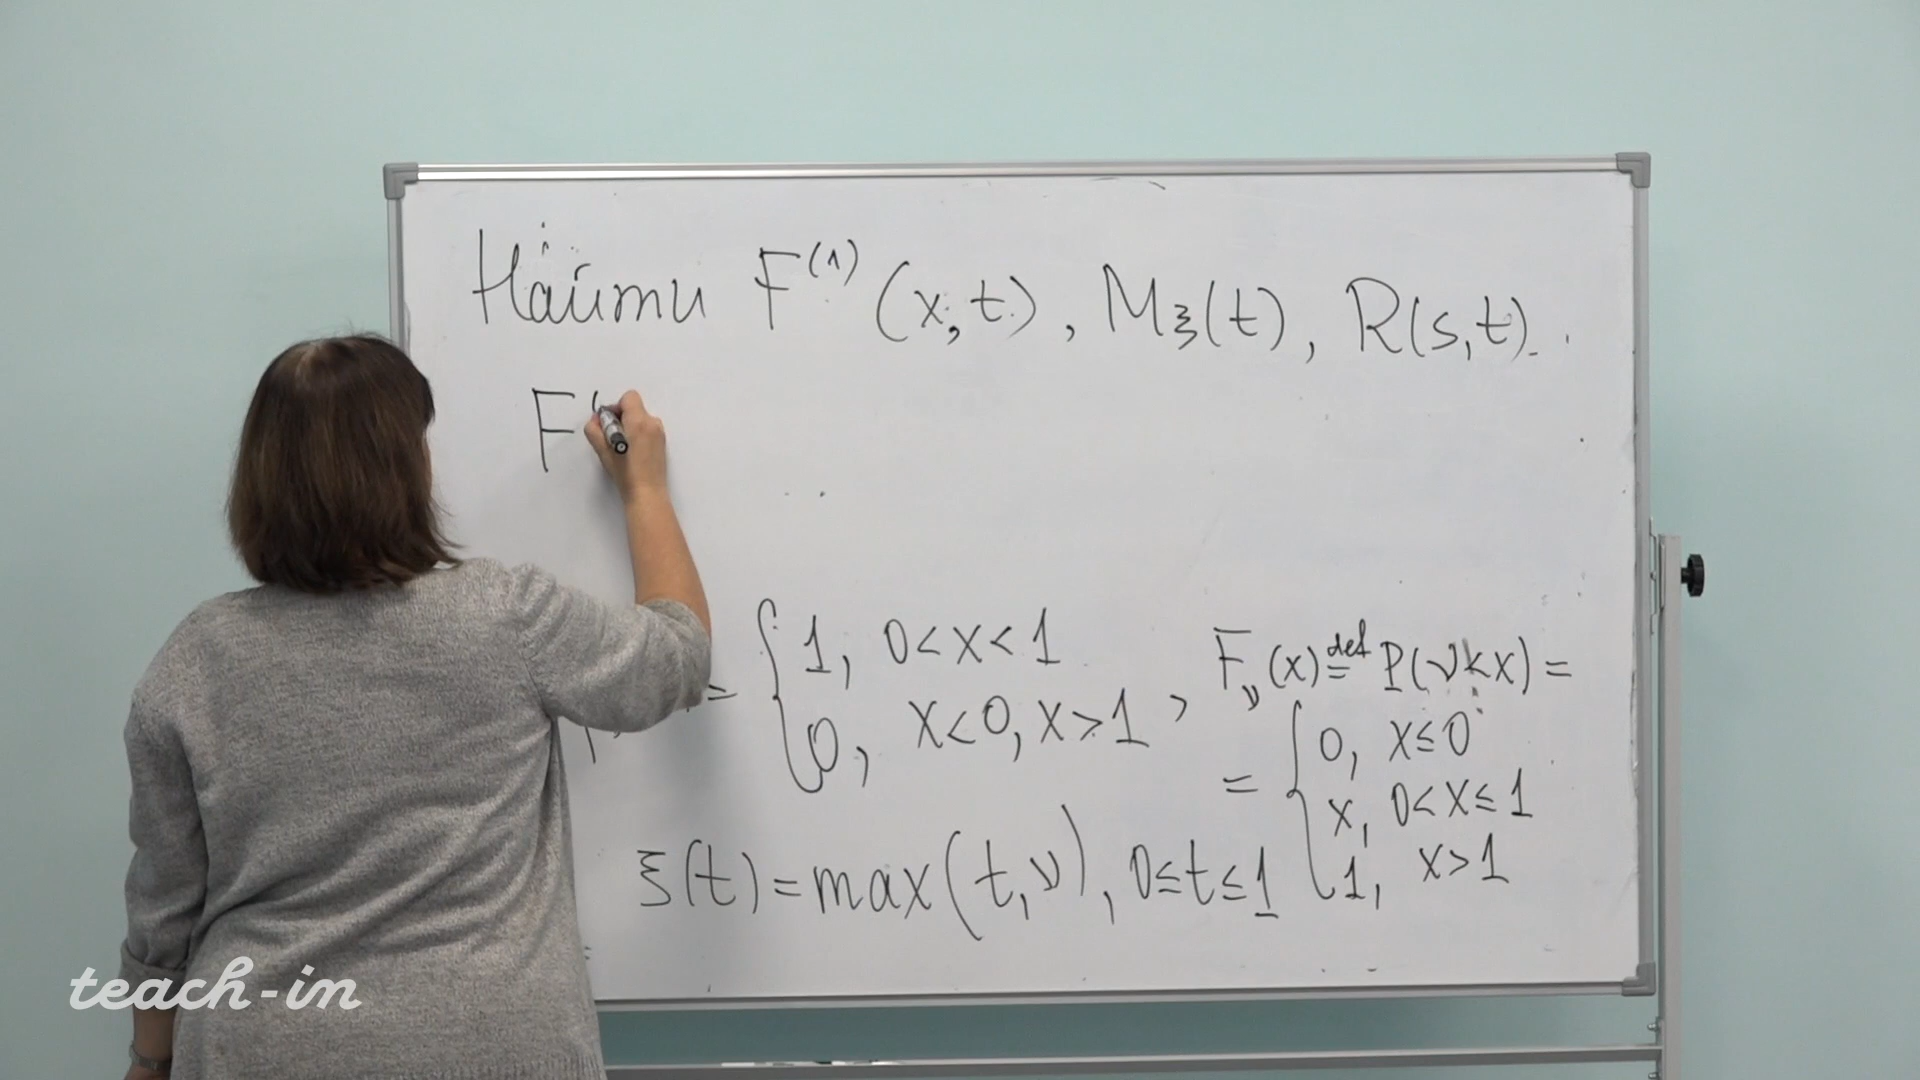 Найти F⁽¹⁾(x,t), Mξ(t), R(s,t).
F⁽
= { 1, 0<x<1
0, x<0, x>1 ,
F_ν(x) def= P(ν<x) =
= { 0, x≤0
x, 0<x≤1
1, x>1
ξ(t)=max(t,ν), 0≤t≤1
teach-in